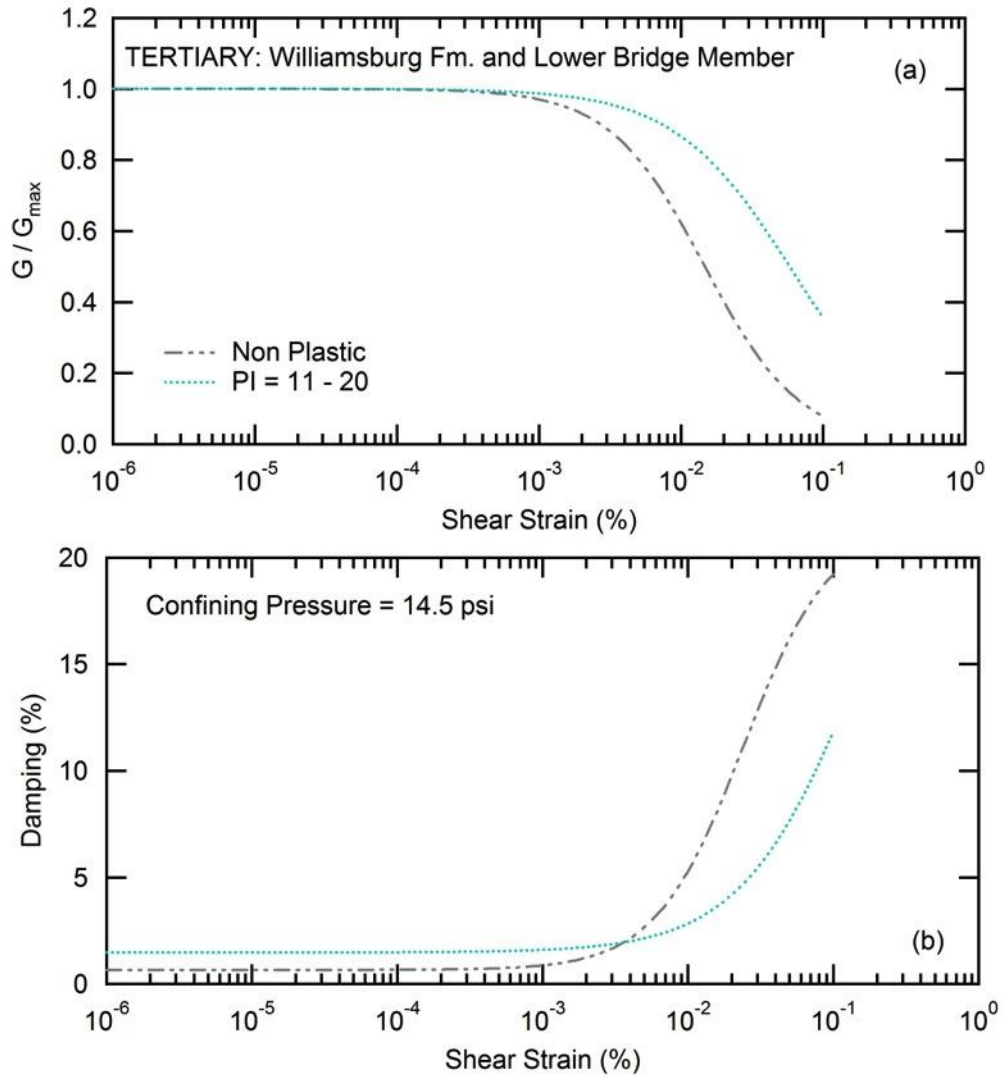 1.2
TERTIARY: Williamsburg Fm. and Lower Bridge Member
(a)
1.0
0.8
0.6
0.4
0.2
0.0
G / Gmax
Non Plastic
PI = 11 - 20
10-6
10-5
10-4
10-3
10-2
10-1
100
Shear Strain (%)
20
Confining Pressure = 14.5 psi
15
10
5
0
Damping (%)
(b)
10-6
10-5
10-4
10-3
10-2
10-1
100
Shear Strain (%)